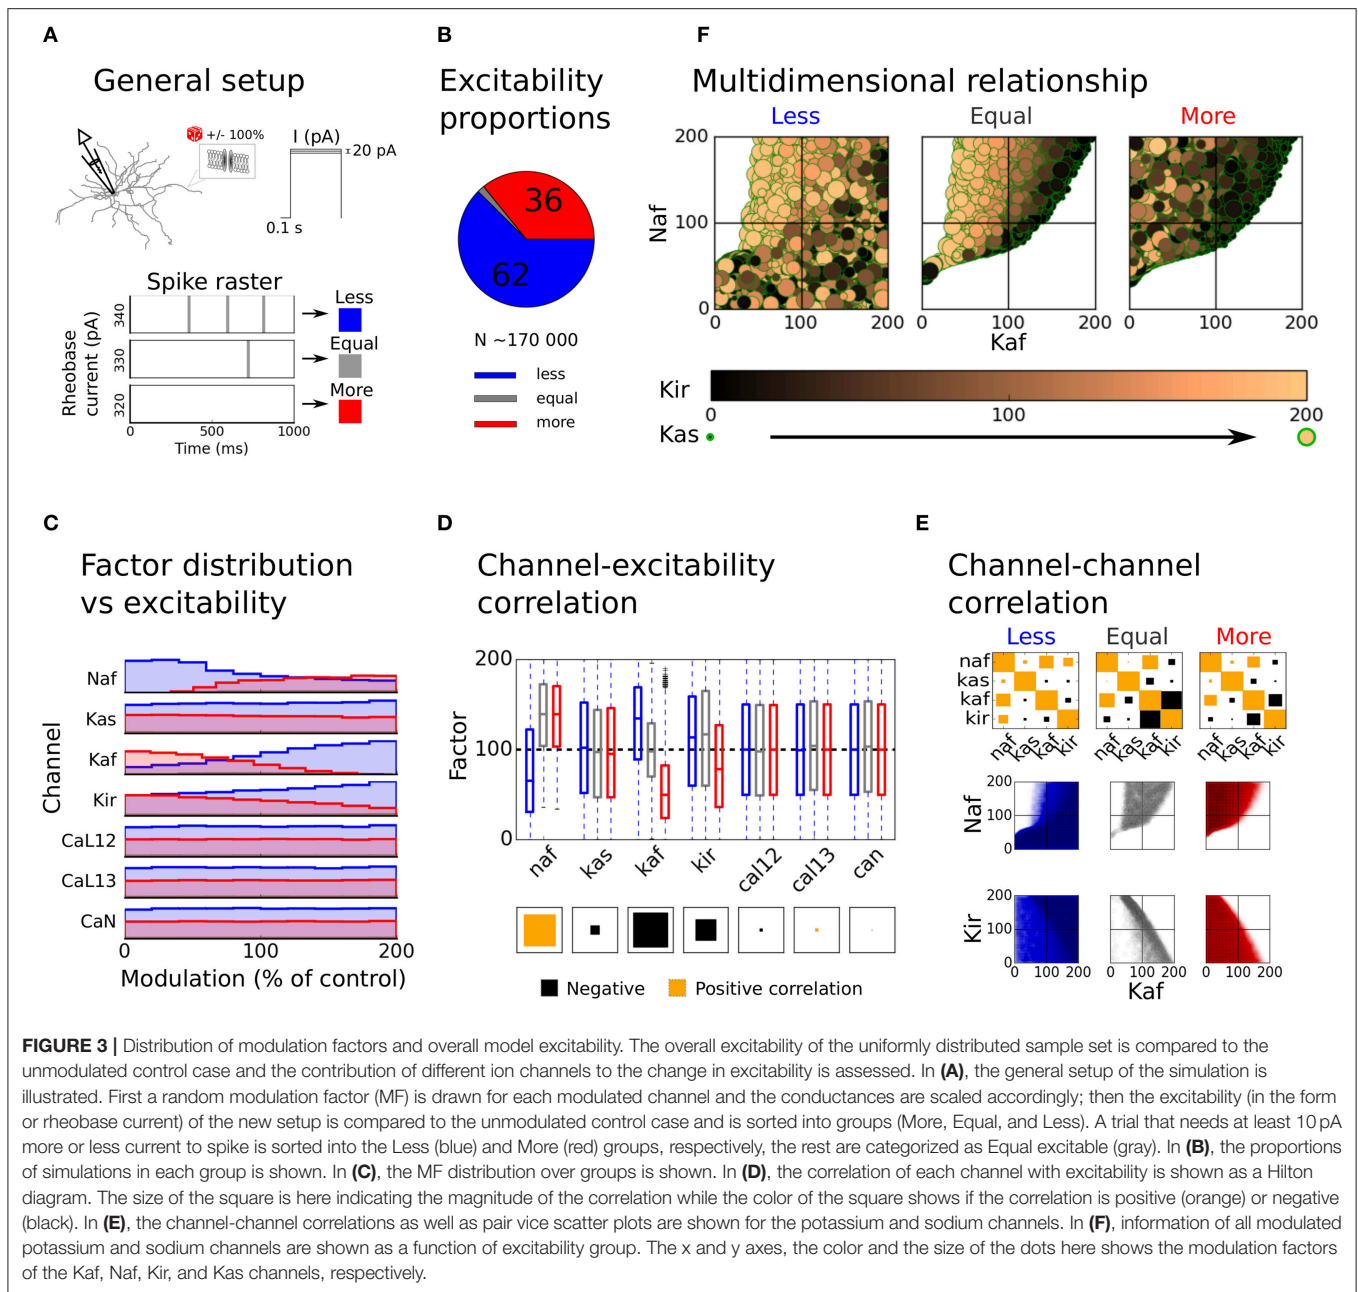 A
General setup
+/- 100%
I (pA)
20 pA
0.1 s
Spike raster
Rheobase
current (pA)
340
330
320
Less
Equal
More
0
500
1000
Time (ms)
B
Excitability
proportions
36
62
N ~170 000
less
equal
more
F
Multidimensional relationship
Less
Equal
More
Naf
200
100
0
0
100
200
0
100
200
0
100
200
Kaf
Kir
0
100
200
Kas
C
Factor distribution
vs excitability
Channel
Naf
Kas
Kaf
Kir
CaL12
CaL13
CaN
0
100
200
Modulation (% of control)
D
Channel-excitability
correlation
Factor
200
100
0
naf
kas
kaf
kir
cal12
cal13
can
Negative
Positive correlation
E
Channel-channel
correlation
Less
Equal
More
naf
kas
kaf
kir
naf
kas
kaf
kir
naf
kas
kaf
kir
naf
kas
kaf
kir
Naf
200
100
0
Kir
200
100
0
0
100
200
0
100
200
0
100
200
Kaf
FIGURE 3 | Distribution of modulation factors and overall model excitability. The overall excitability of the uniformly distributed sample set is compared to the
unmodulated control case and the contribution of different ion channels to the change in excitability is assessed. In (A), the general setup of the simulation is
illustrated. First a random modulation factor (MF) is drawn for each modulated channel and the conductances are scaled accordingly; then the excitability (in the form
or rheobase current) of the new setup is compared to the unmodulated control case and is sorted into groups (More, Equal, and Less). A trial that needs at least 10 pA
more or less current to spike is sorted into the Less (blue) and More (red) groups, respectively, the rest are categorized as Equal excitable (gray). In (B), the proportions
of simulations in each group is shown. In (C), the MF distribution over groups is shown. In (D), the correlation of each channel with excitability is shown as a Hilton
diagram. The size of the square is here indicating the magnitude of the correlation while the color of the square shows if the correlation is positive (orange) or negative
(black). In (E), the channel-channel correlations as well as pair vice scatter plots are shown for the potassium and sodium channels. In (F), information of all modulated
potassium and sodium channels are shown as a function of excitability group. The x and y axes, the color and the size of the dots here shows the modulation factors
of the Kaf, Naf, Kir, and Kas channels, respectively.